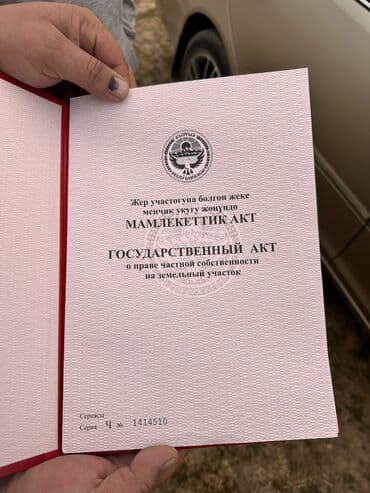 Жер участогуна болгон жеке
менчик укугу жөнүндө
МАМЛЕКЕТТИК АКТ
ГОСУДАРСТВЕННЫЙ АКТ
о праве частной собственности
на земельный участок
Сериясы
Серия Ч № 1414510